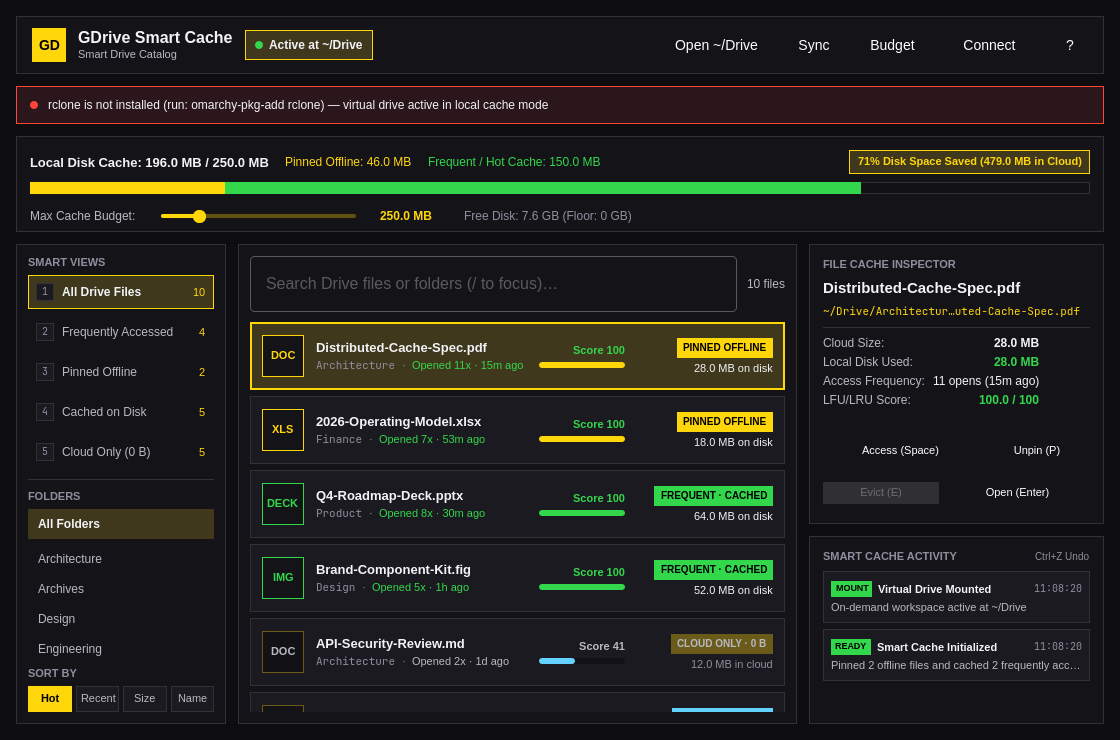 GD
GDrive Smart Cache
Smart Drive Catalog
Active at ~/Drive
Open ~/Drive
Sync
Budget
Connect
?
rclone is not installed (run: omarchy-pkg-add rclone) — virtual drive active in local cache mode
Local Disk Cache: 196.0 MB / 250.0 MB
Pinned Offline: 46.0 MB
Frequent / Hot Cache: 150.0 MB
71% Disk Space Saved (479.0 MB in Cloud)
Max Cache Budget:
250.0 MB
Free Disk: 7.6 GB (Floor: 0 GB)
SMART VIEWS
1 All Drive Files 10
2 Frequently Accessed 4
3 Pinned Offline 2
4 Cached on Disk 5
5 Cloud Only (0 B) 5
FOLDERS
All Folders
Architecture
Archives
Design
Engineering
SORT BY
Hot
Recent
Size
Name
Search Drive files or folders (/ to focus)…
10 files
DOC
Distributed-Cache-Spec.pdf
Architecture · Opened 11x · 15m ago
Score 100
PINNED OFFLINE
28.0 MB on disk
XLS
2026-Operating-Model.xlsx
Finance · Opened 7x · 53m ago
Score 100
PINNED OFFLINE
18.0 MB on disk
DECK
Q4-Roadmap-Deck.pptx
Product · Opened 8x · 30m ago
Score 100
FREQUENT · CACHED
64.0 MB on disk
IMG
Brand-Component-Kit.fig
Design · Opened 5x · 1h ago
Score 100
FREQUENT · CACHED
52.0 MB on disk
DOC
API-Security-Review.md
Architecture · Opened 2x · 1d ago
Score 41
CLOUD ONLY · 0 B
12.0 MB in cloud
FILE CACHE INSPECTOR
Distributed-Cache-Spec.pdf
~/Drive/Architectur…uted-Cache-Spec.pdf
Cloud Size: 28.0 MB
Local Disk Used: 28.0 MB
Access Frequency: 11 opens (15m ago)
LFU/LRU Score: 100.0 / 100
Access (Space)
Unpin (P)
Evict (E)
Open (Enter)
SMART CACHE ACTIVITY
Ctrl+Z Undo
MOUNT Virtual Drive Mounted 11:08:20
On-demand workspace active at ~/Drive
READY Smart Cache Initialized 11:08:20
Pinned 2 offline files and cached 2 frequently acc…